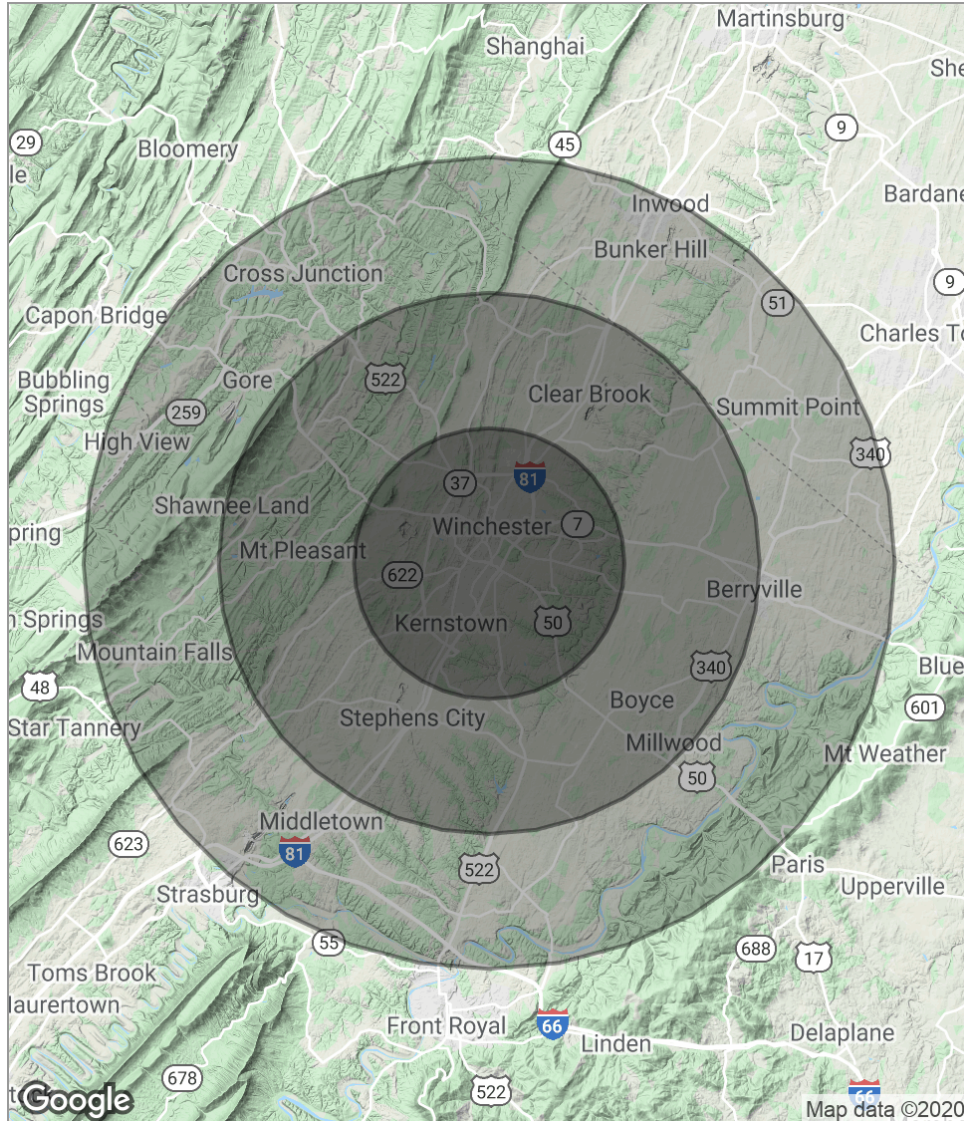 Martinsburg
Shanghai
She
9
29
45
Bloomery
le
Bardane
Inwood
Bunker Hill
Cross Junction
9
51
Capon Bridge
Charles To
Bubbling
Springs
Gore
522
Clear Brook
Summit Point
259
High View
340
37
81
Shawnee Land
Winchester
7
pring
Mt Pleasant
622
Berryville
n Springs
Kernstown
50
Mountain Falls
340
Blue
48
Boyce
601
Star Tannery
Stephens City
Millwood
Mt Weather
50
Middletown
623
81
522
Paris
Strasburg
Upperville
55
688
17
Toms Brook
Maurertown
Front Royal
66
Linden
Delaplane
678
522
66
Google
Map data ©2020